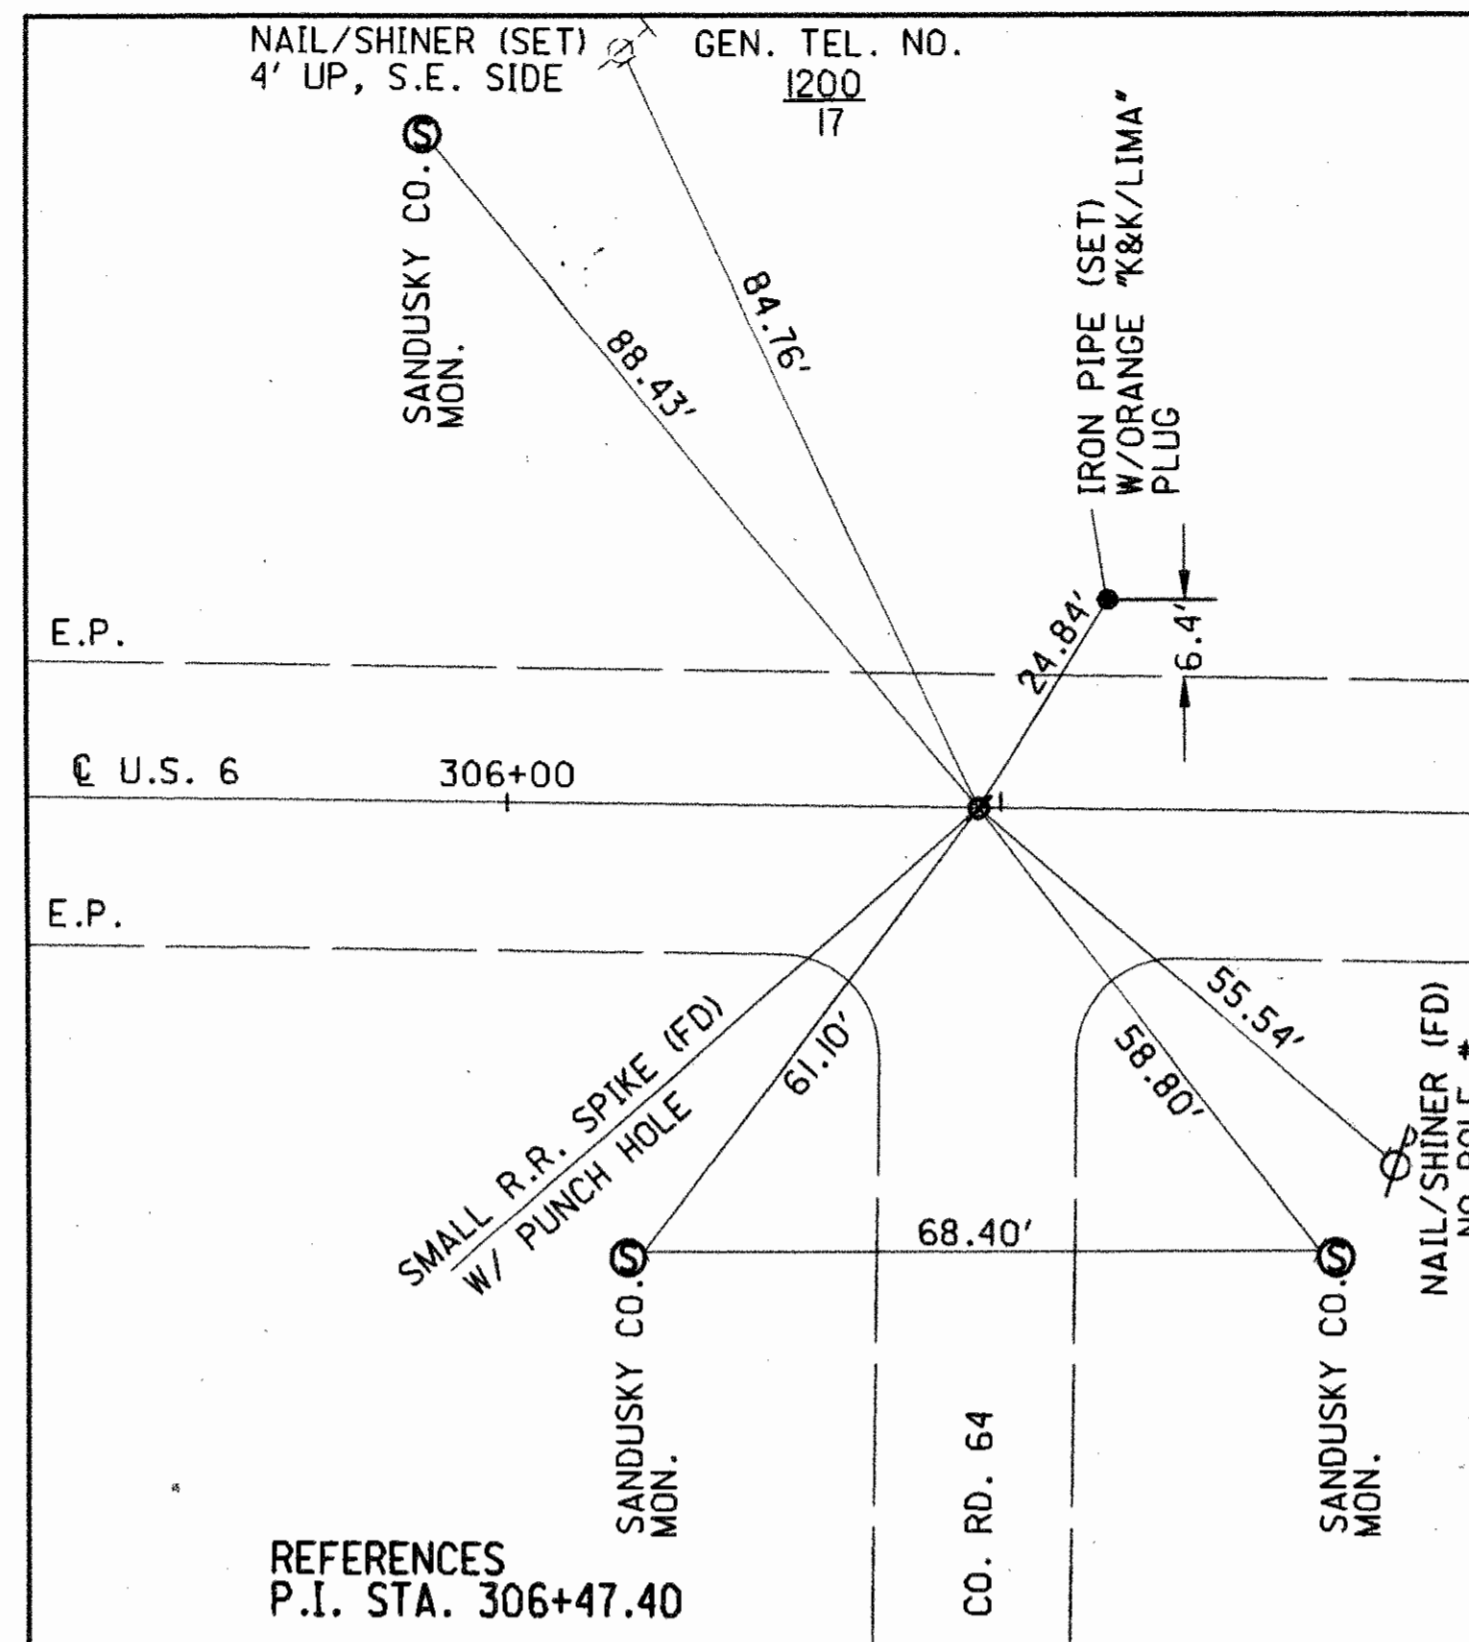 NAIL/SHINER (SET)
4' UP, S.E. SIDE
GEN. TEL. NO.
1200
17
S
SANDUSKY CO.
MON.
88.43'
84.76'
IRON PIPE (SET)
W/ORANGE "K&K/LIMA"
PLUG
24.84'
6.4'
E.P.
℄ U.S. 6
306+00
E.P.
SMALL R.R. SPIKE (FD)
W/ PUNCH HOLE
61.10'
58.80'
55.54'
NAIL/SHINER (FD)
68.40'
S
SANDUSKY CO.
MON.
S
SANDUSKY CO.
MON.
CO. RD. 64
REFERENCES
P.I. STA. 306+47.40